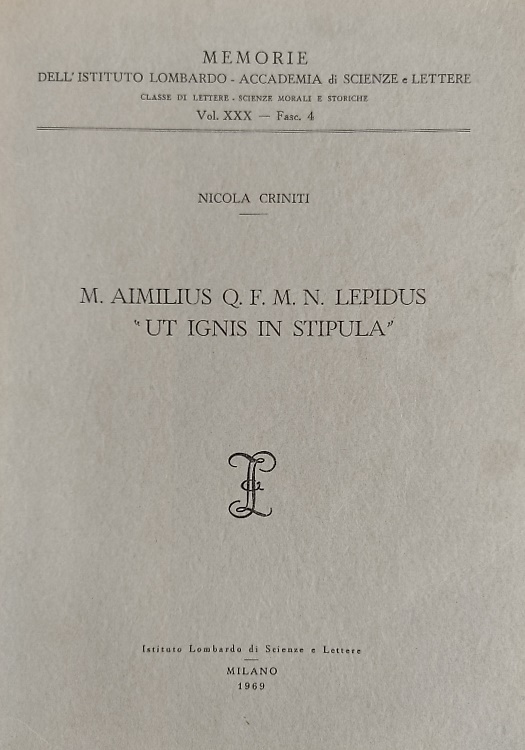 MEMORIE
DELL'ISTITUTO LOMBARDO - ACCADEMIA di SCIENZE e LETTERE
CLASSE DI LETTERE - SCIENZE MORALI E STORICHE
Vol. XXX — Fasc. 4
NICOLA CRINITI
M. AIMILIUS Q. F. M. N. LEPIDUS
"UT IGNIS IN STIPULA"
Istituto Lombardo di Scienze e Lettere
MILANO
1969